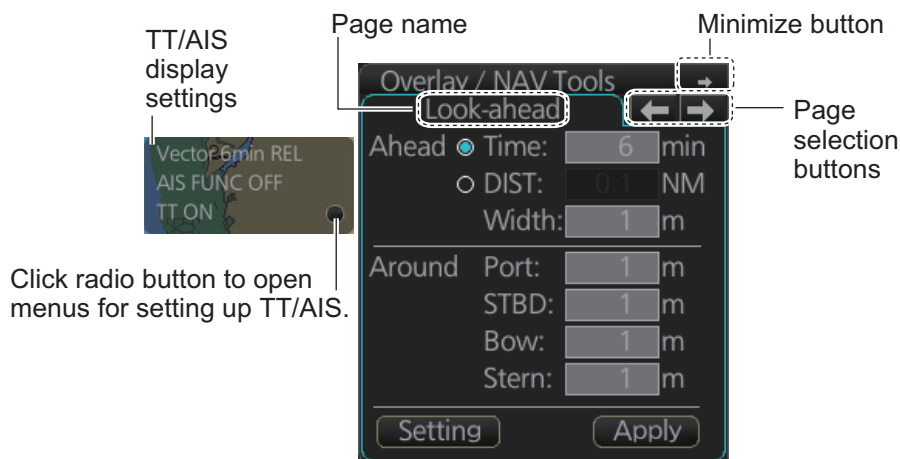 Page name
Minimize button
TT/AIS
display
settings
Overlay / NAV Tools
Look-ahead
Page
selection
buttons
Vector 6min REL
AIS FUNC OFF
TT ON
Click radio button to open
menus for setting up TT/AIS.
Ahead Time: 6 min
DIST: 0.1 NM
Width: 1 m
Around Port: 1 m
STBD: 1 m
Bow: 1 m
Stern: 1 m
Setting Apply